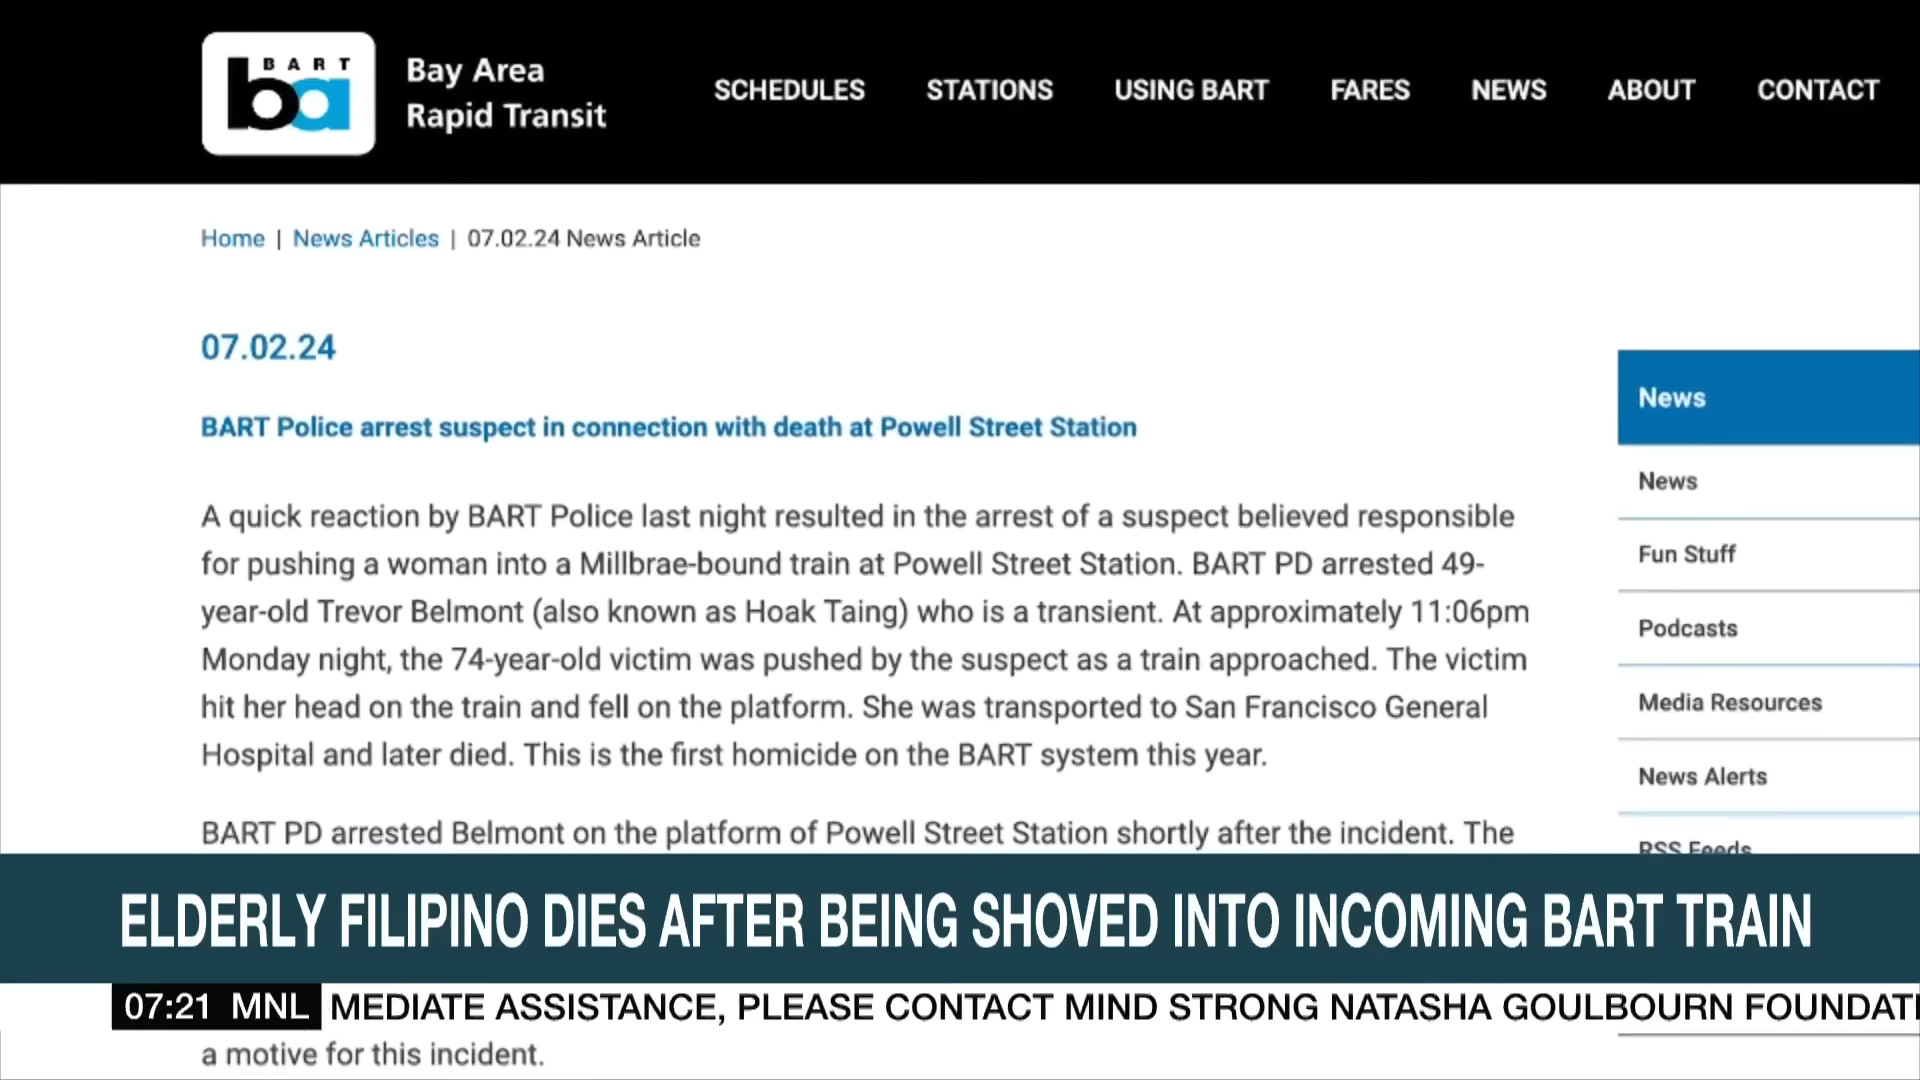 BART
ba
Bay Area
Rapid Transit
SCHEDULES STATIONS USING BART FARES NEWS ABOUT CONTACT
Home | News Articles | 07.02.24 News Article
07.02.24
BART Police arrest suspect in connection with death at Powell Street Station
A quick reaction by BART Police last night resulted in the arrest of a suspect believed responsible
for pushing a woman into a Millbrae-bound train at Powell Street Station. BART PD arrested 49-
year-old Trevor Belmont (also known as Hoak Taing) who is a transient. At approximately 11:06pm
Monday night, the 74-year-old victim was pushed by the suspect as a train approached. The victim
hit her head on the train and fell on the platform. She was transported to San Francisco General
Hospital and later died. This is the first homicide on the BART system this year.
BART PD arrested Belmont on the platform of Powell Street Station shortly after the incident. The
News
News
Fun Stuff
Podcasts
Media Resources
News Alerts
RSS Feeds
ELDERLY FILIPINO DIES AFTER BEING SHOVED INTO INCOMING BART TRAIN
07:21 MNL MEDIATE ASSISTANCE, PLEASE CONTACT MIND STRONG NATASHA GOULBOURN FOUNDATI
a motive for this incident.